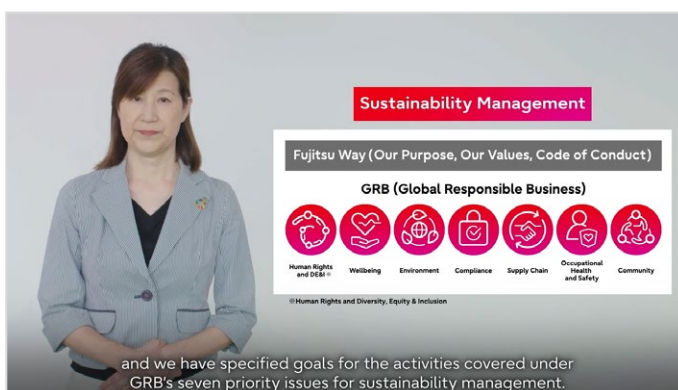 Sustainability Management
Fujitsu Way (Our Purpose, Our Values, Code of Conduct)
GRB (Global Responsible Business)
Human Rights
and DE&I※
Wellbeing
Environment
Compliance
Supply Chain
Occupational
Health
and Safety
Community
※Human Rights and Diversity, Equity & Inclusion
and we have specified goals for the activities covered under
GRB's seven priority issues for sustainability management.